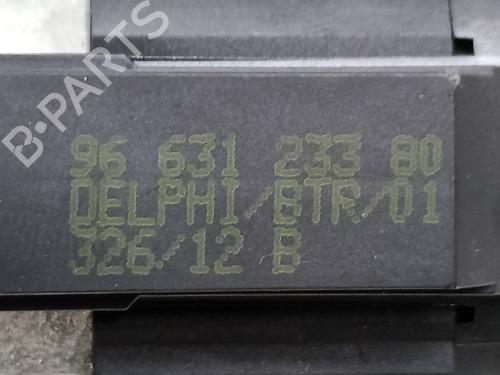 B-PARTS
96 631 233 80
DELPHI/BTR/01
326/12 B